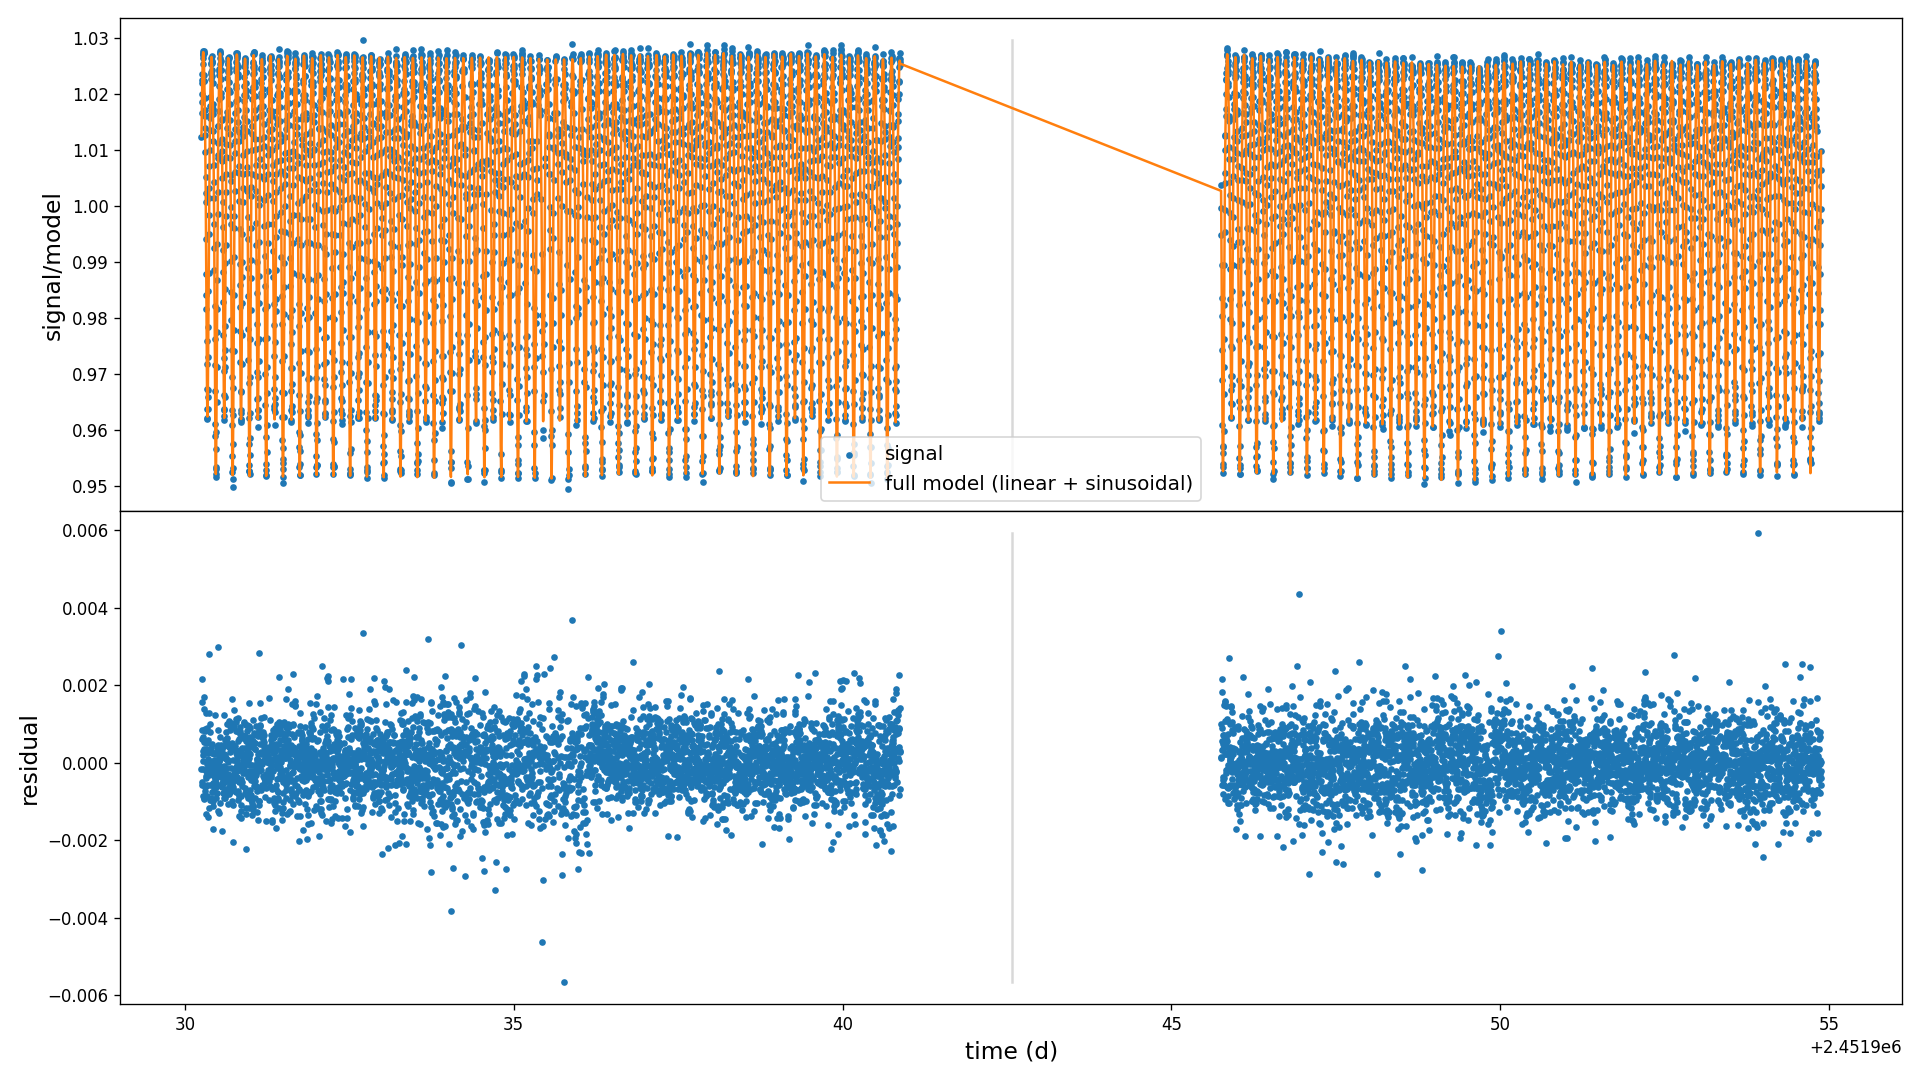 1.03
1.02
1.01
1.00
0.99
0.98
0.97
0.96
0.95
signal/model
signal
full model (linear + sinusoidal)
0.006
0.004
0.002
0.000
−0.002
−0.004
−0.006
residual
30 35 40 45 50 55
time (d)
+2.4519e6